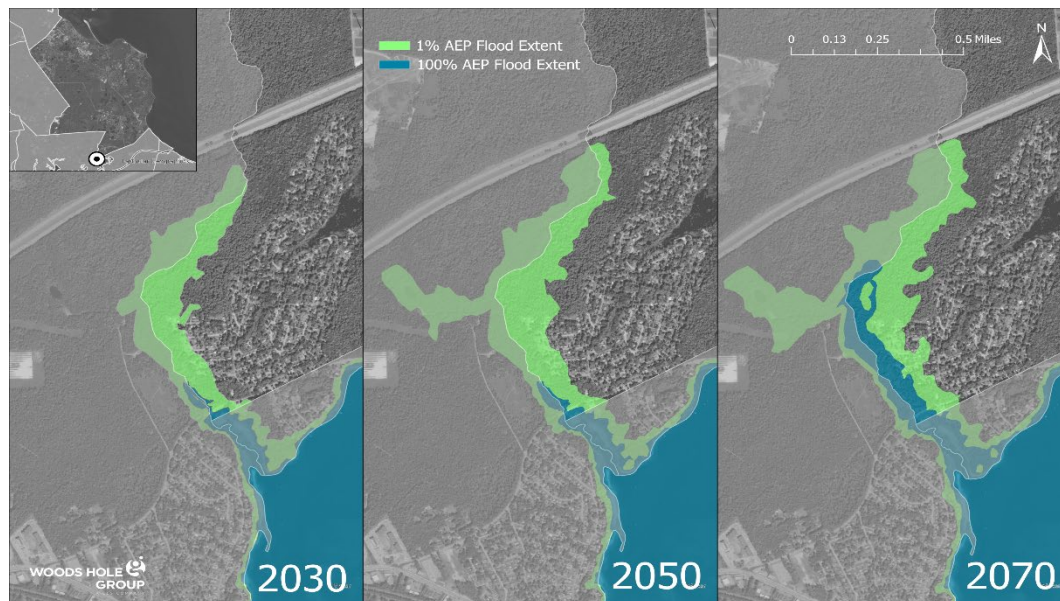 1% AEP Flood Extent
100% AEP Flood Extent
0 0.13 0.25 0.5 Miles
N
WOODS HOLE
GROUP
2030
2050
2070